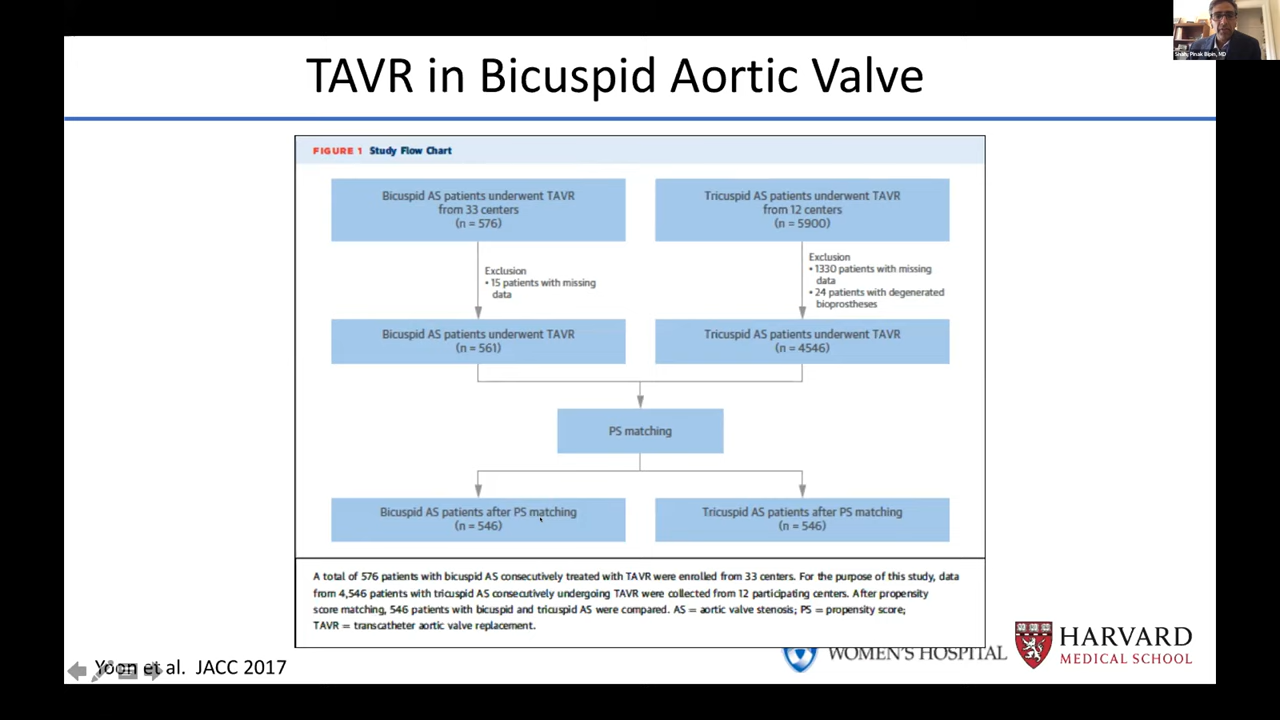 TAVR in Bicuspid Aortic Valve
Pinak Bipin, MD
FIGURE 1 Study Flow Chart
Bicuspid AS patients underwent TAVR
from 33 centers
(n = 576)
Tricuspid AS patients underwent TAVR
from 12 centers
(n = 5900)
Exclusion
• 15 patients with missing
data
Exclusion
• 1330 patients with missing
data
• 24 patients with degenerated
bioprostheses
Bicuspid AS patients underwent TAVR
(n = 561)
Tricuspid AS patients underwent TAVR
(n = 4546)
PS matching
Bicuspid AS patients after PS matching
(n = 546)
Tricuspid AS patients after PS matching
(n = 546)
A total of 576 patients with bicuspid AS consecutively treated with TAVR were enrolled from 33 centers. For the purpose of this study, data
from 4,546 patients with tricuspid AS consecutively undergoing TAVR were collected from 12 participating centers. After propensity
score matching, 546 patients with bicuspid and tricuspid AS were compared. AS = aortic valve stenosis; PS = propensity score;
TAVR = transcatheter aortic valve replacement.
WOMEN'S HOSPITAL
HARVARD
MEDICAL SCHOOL
Yoon et al. JACC 2017